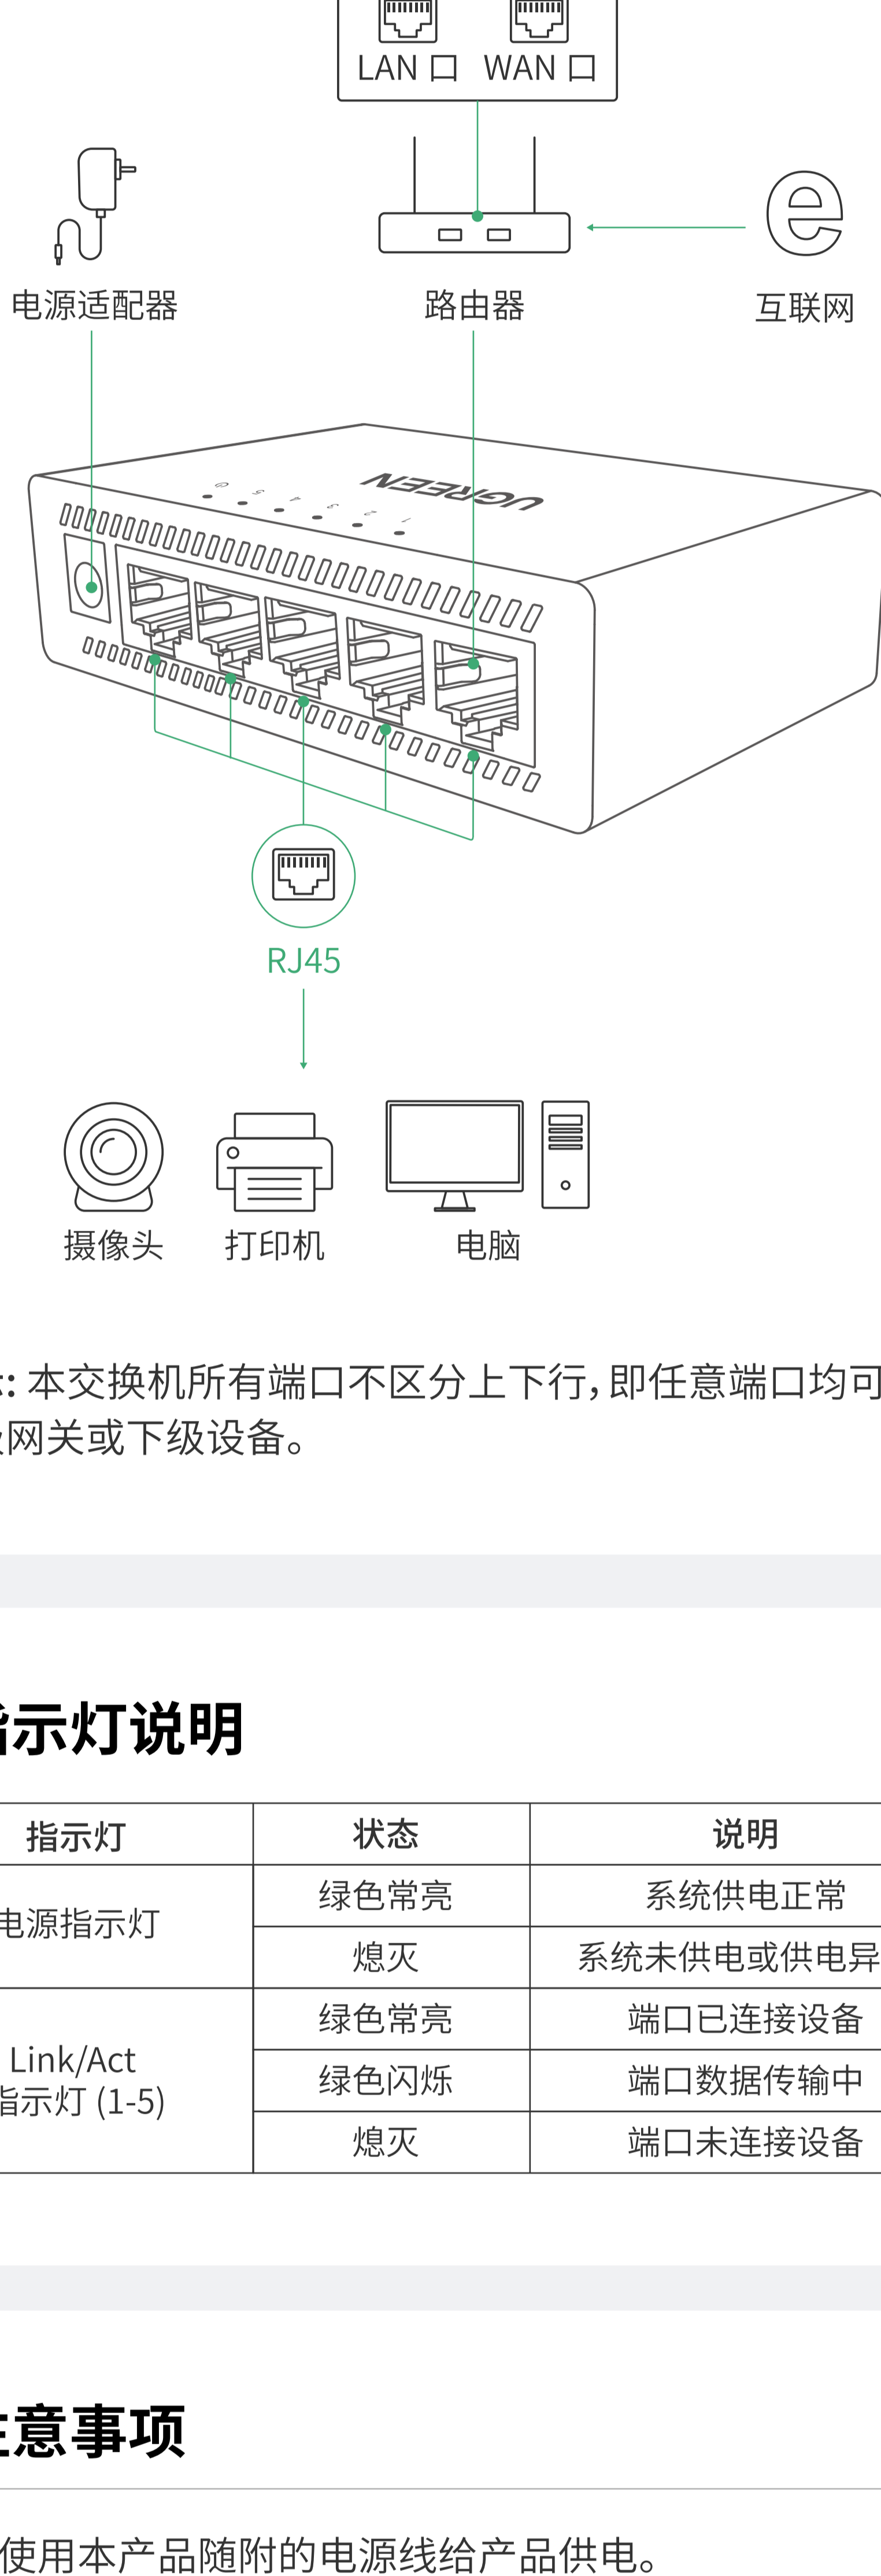 LAN 口 WAN 口
电源适配器 路由器 互联网
5 4 3 2 1
UGREEN
RJ45
摄像头 打印机 电脑
: 本交换机所有端口不区分上下行，即任意端口均可
网关或下级设备。
指示灯说明
指示灯 状态 说明
电源指示灯 绿色常亮 系统供电正常
熄灭 系统未供电或供电异
Link/Act
指示灯 (1-5)
绿色常亮 端口已连接设备
绿色闪烁 端口数据传输中
熄灭 端口未连接设备
注意事项
使用本产品随附的电源线给产品供电。